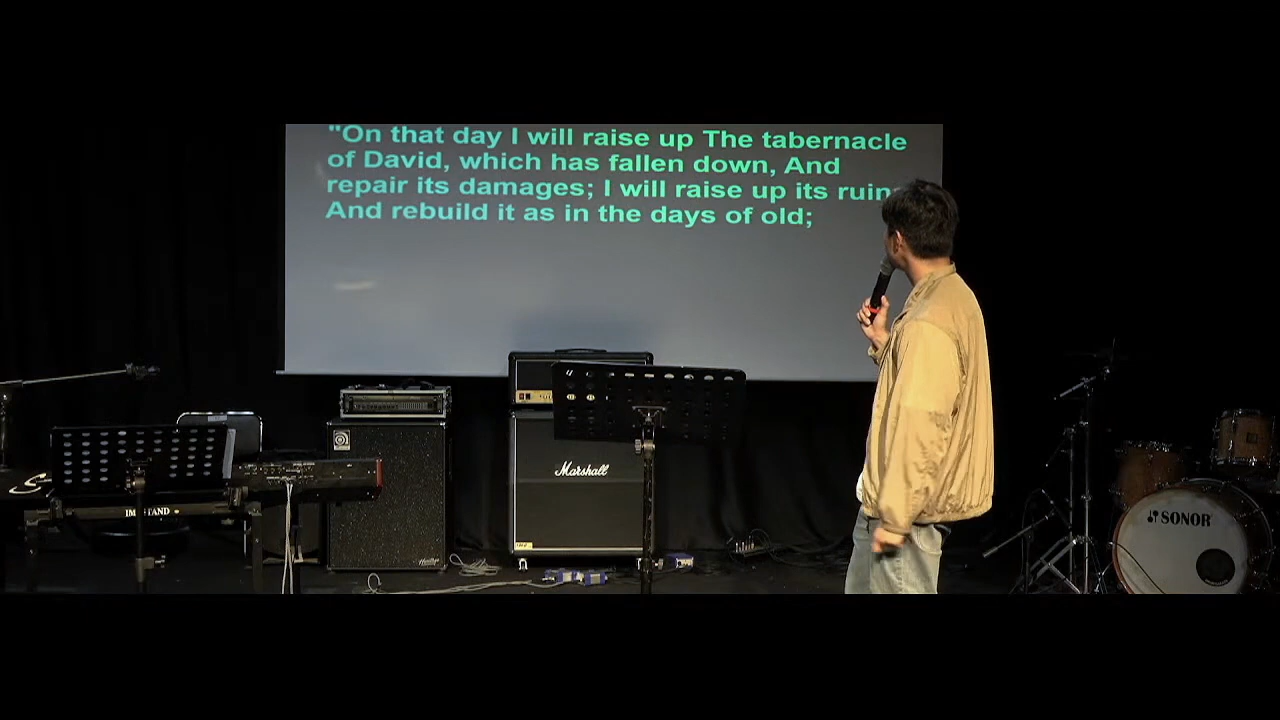 "On that day I will raise up The tabernacle
of David, which has fallen down, And
repair its damages; I will raise up its
And rebuild it as in the days of old;
Marshall
SONOR